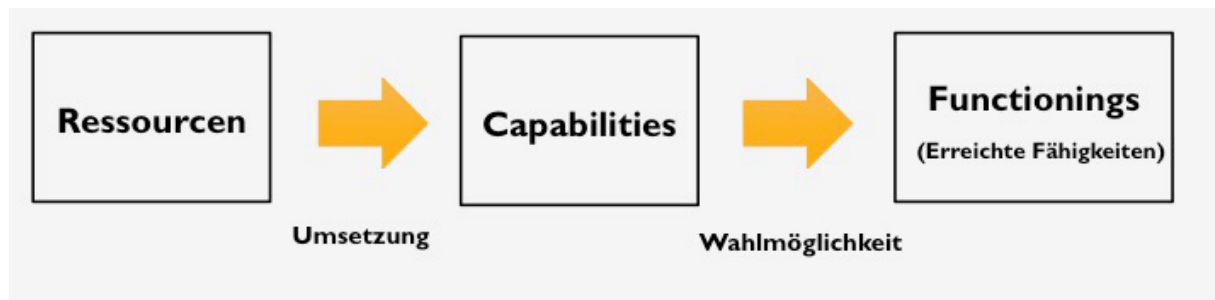 Ressourcen
Umsetzung
Capabilities
Wahlmöglichkeit
Functionings
(Erreichte Fähigkeiten)